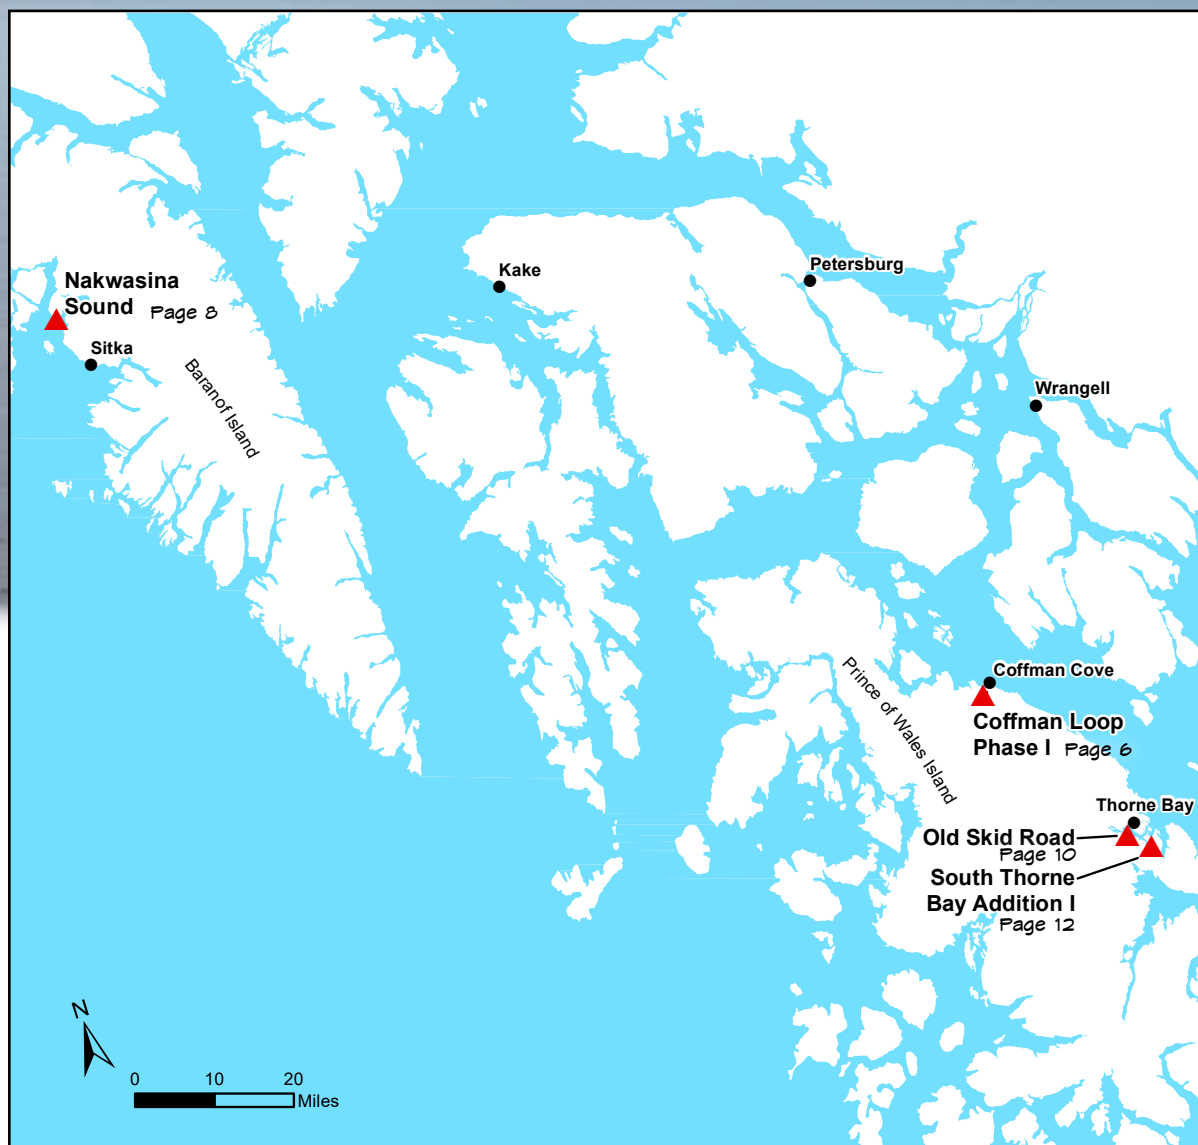 Nakwasina
Sound Page 8
Sitka
Baranof Island
Kake
Petersburg
Wrangell
Prince of Wales Island
Coffman Cove
Coffman Loop
Phase I Page 6
Thorne Bay
Old Skid Road
Page 10
South Thorne
Bay Addition I
Page 12
N
0 10 20
Miles